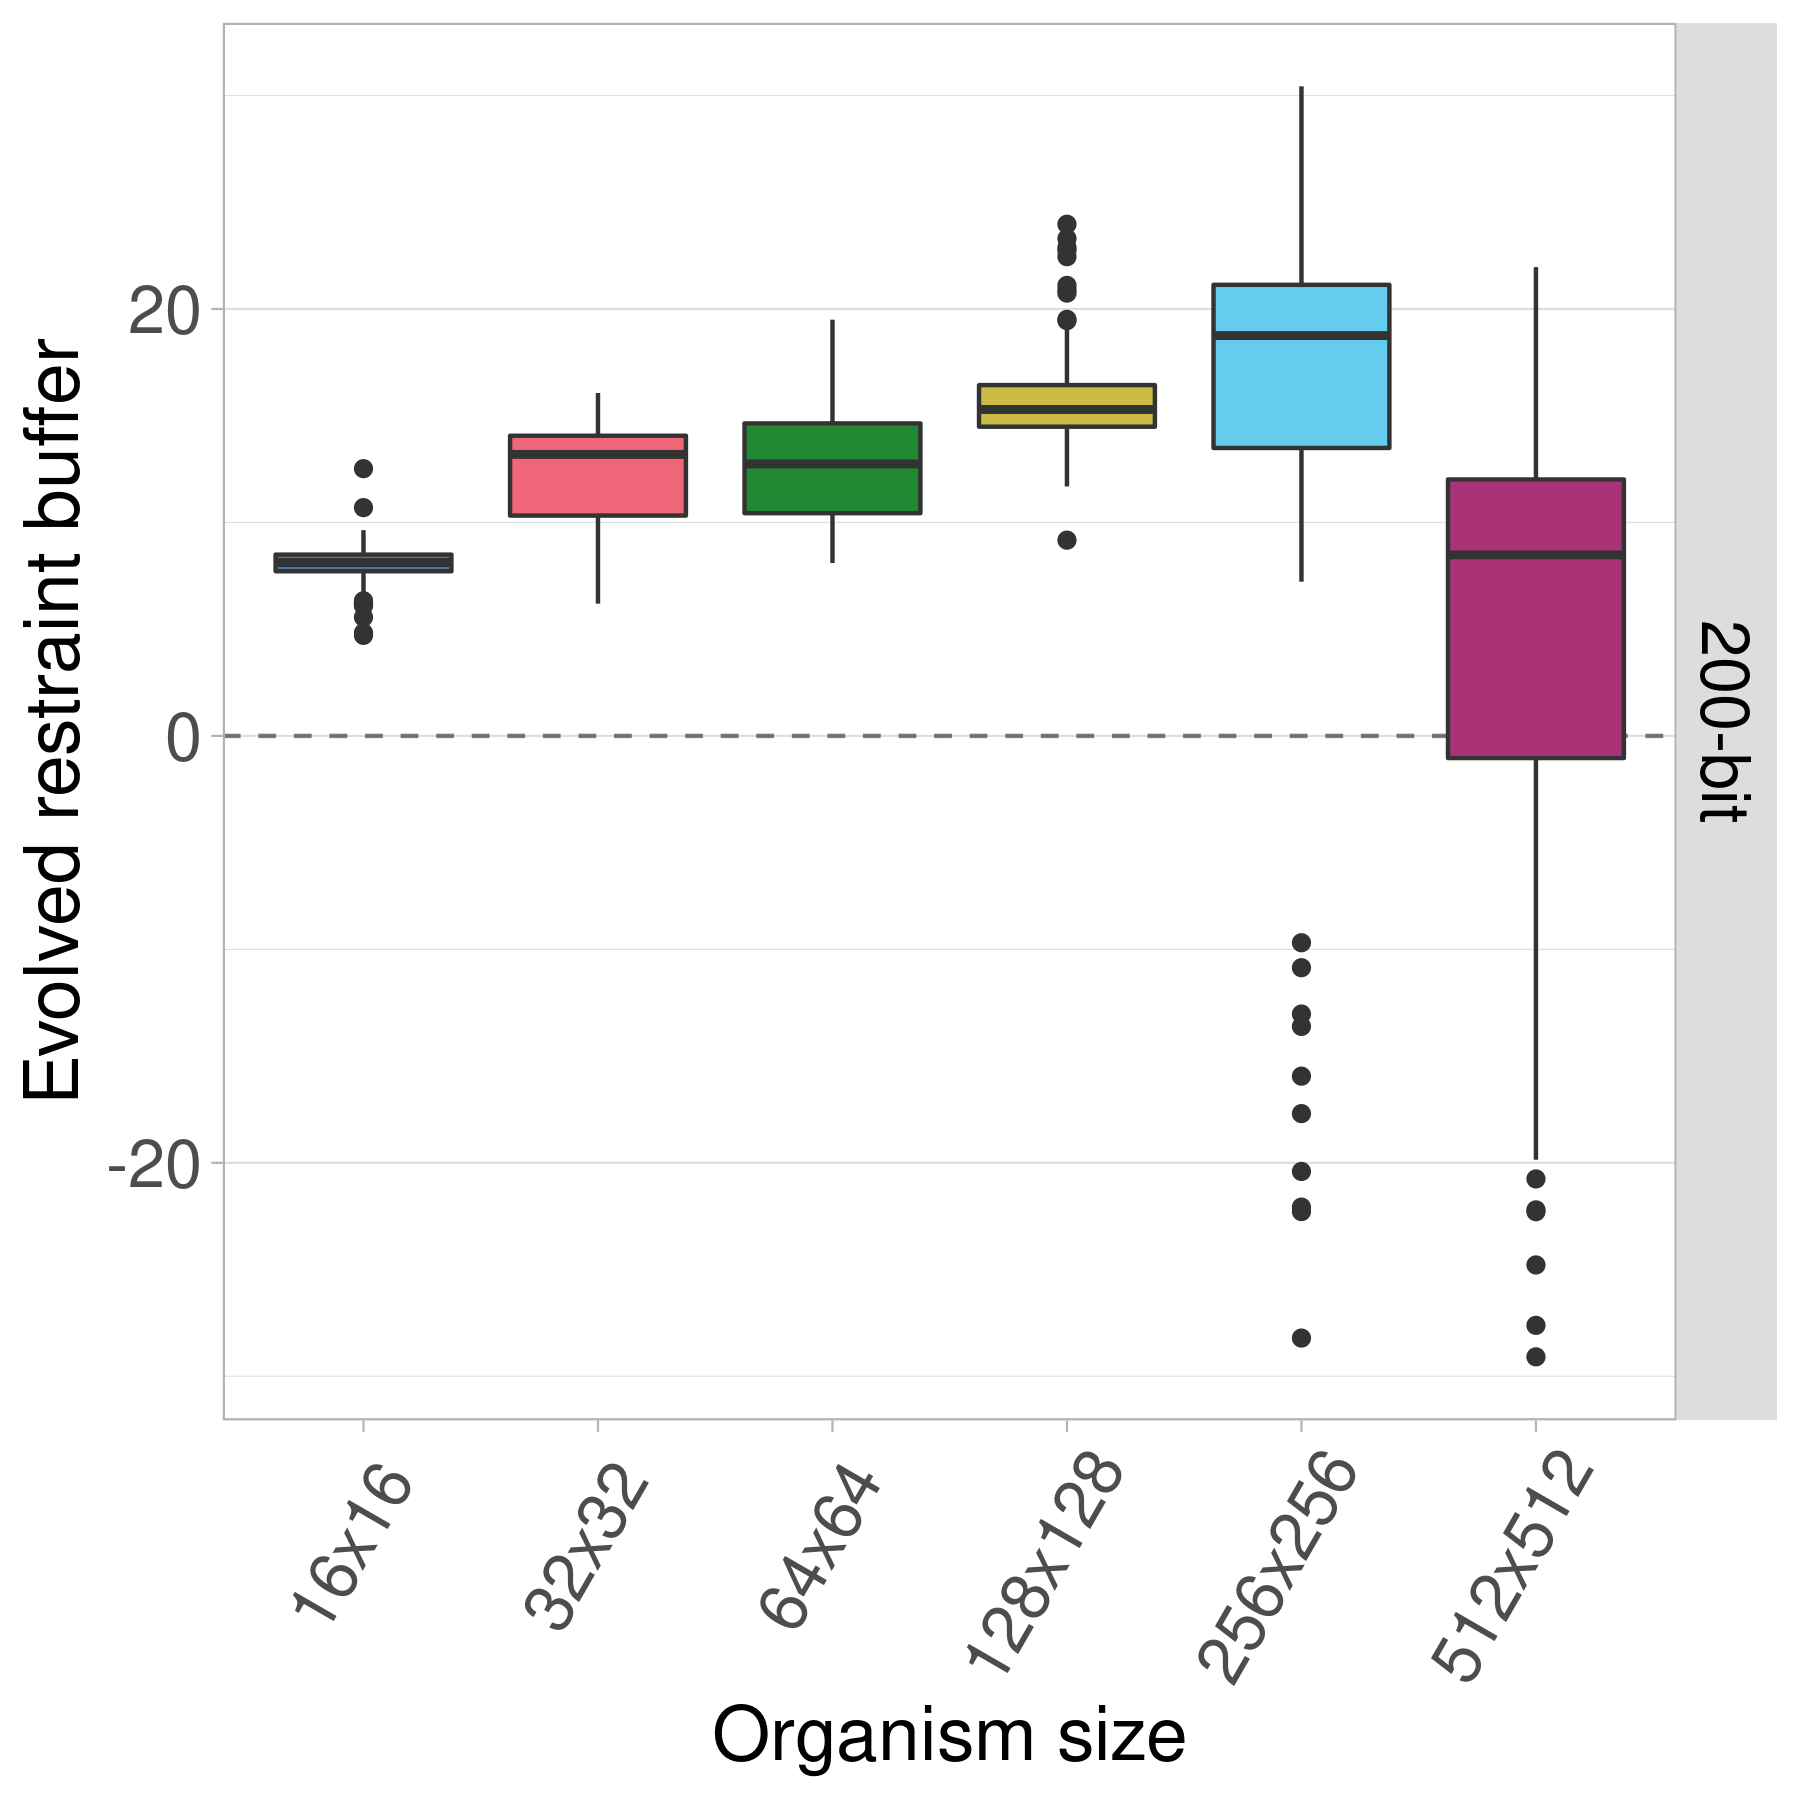 Evolved restraint buffer
20
0
-20
200-bit
16x16
32x32
64x64
128x128
256x256
512x512
Organism size